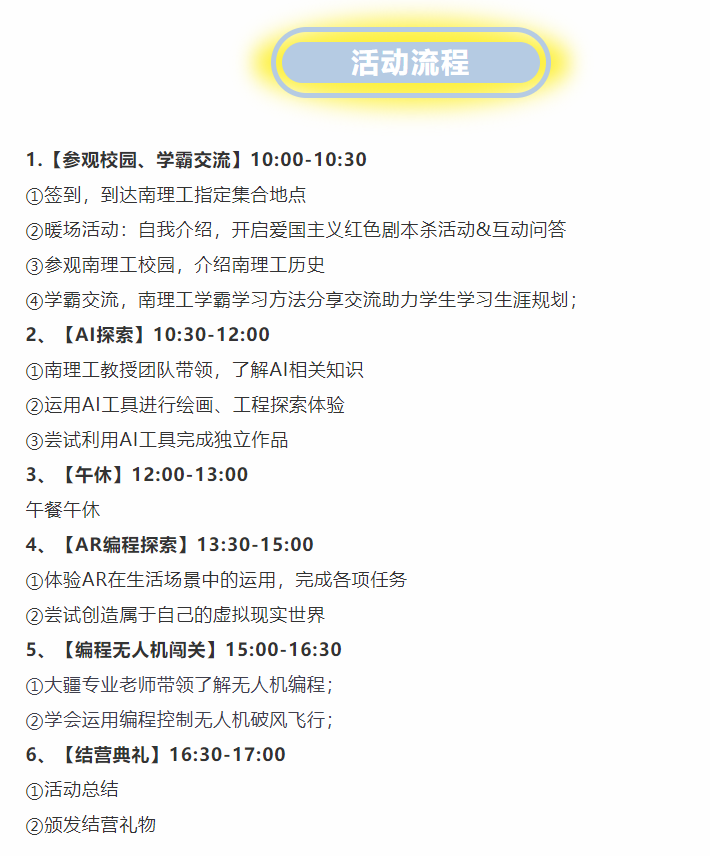 活动流程
1.【参观校园、学霸交流】10:00-10:30
①签到，到达南理工指定集合地点
②暖场活动：自我介绍，开启爱国主义红色剧本杀活动&互动问答
③参观南理工校园，介绍南理工历史
④学霸交流，南理工学霸学习方法分享交流助力学生学习生涯规划；
2、【AI探索】10:30-12:00
①南理工教授团队带领，了解AI相关知识
②运用AI工具进行绘画、工程探索体验
③尝试利用AI工具完成独立作品
3、【午休】12:00-13:00
午餐午休
4、【AR编程探索】13:30-15:00
①体验AR在生活场景中的运用，完成各项任务
②尝试创造属于自己的虚拟现实世界
5、【编程无人机闯关】15:00-16:30
①大疆专业老师带领了解无人机编程；
②学会运用编程控制无人机破风飞行；
6、【结营典礼】16:30-17:00
①活动总结
②颁发结营礼物